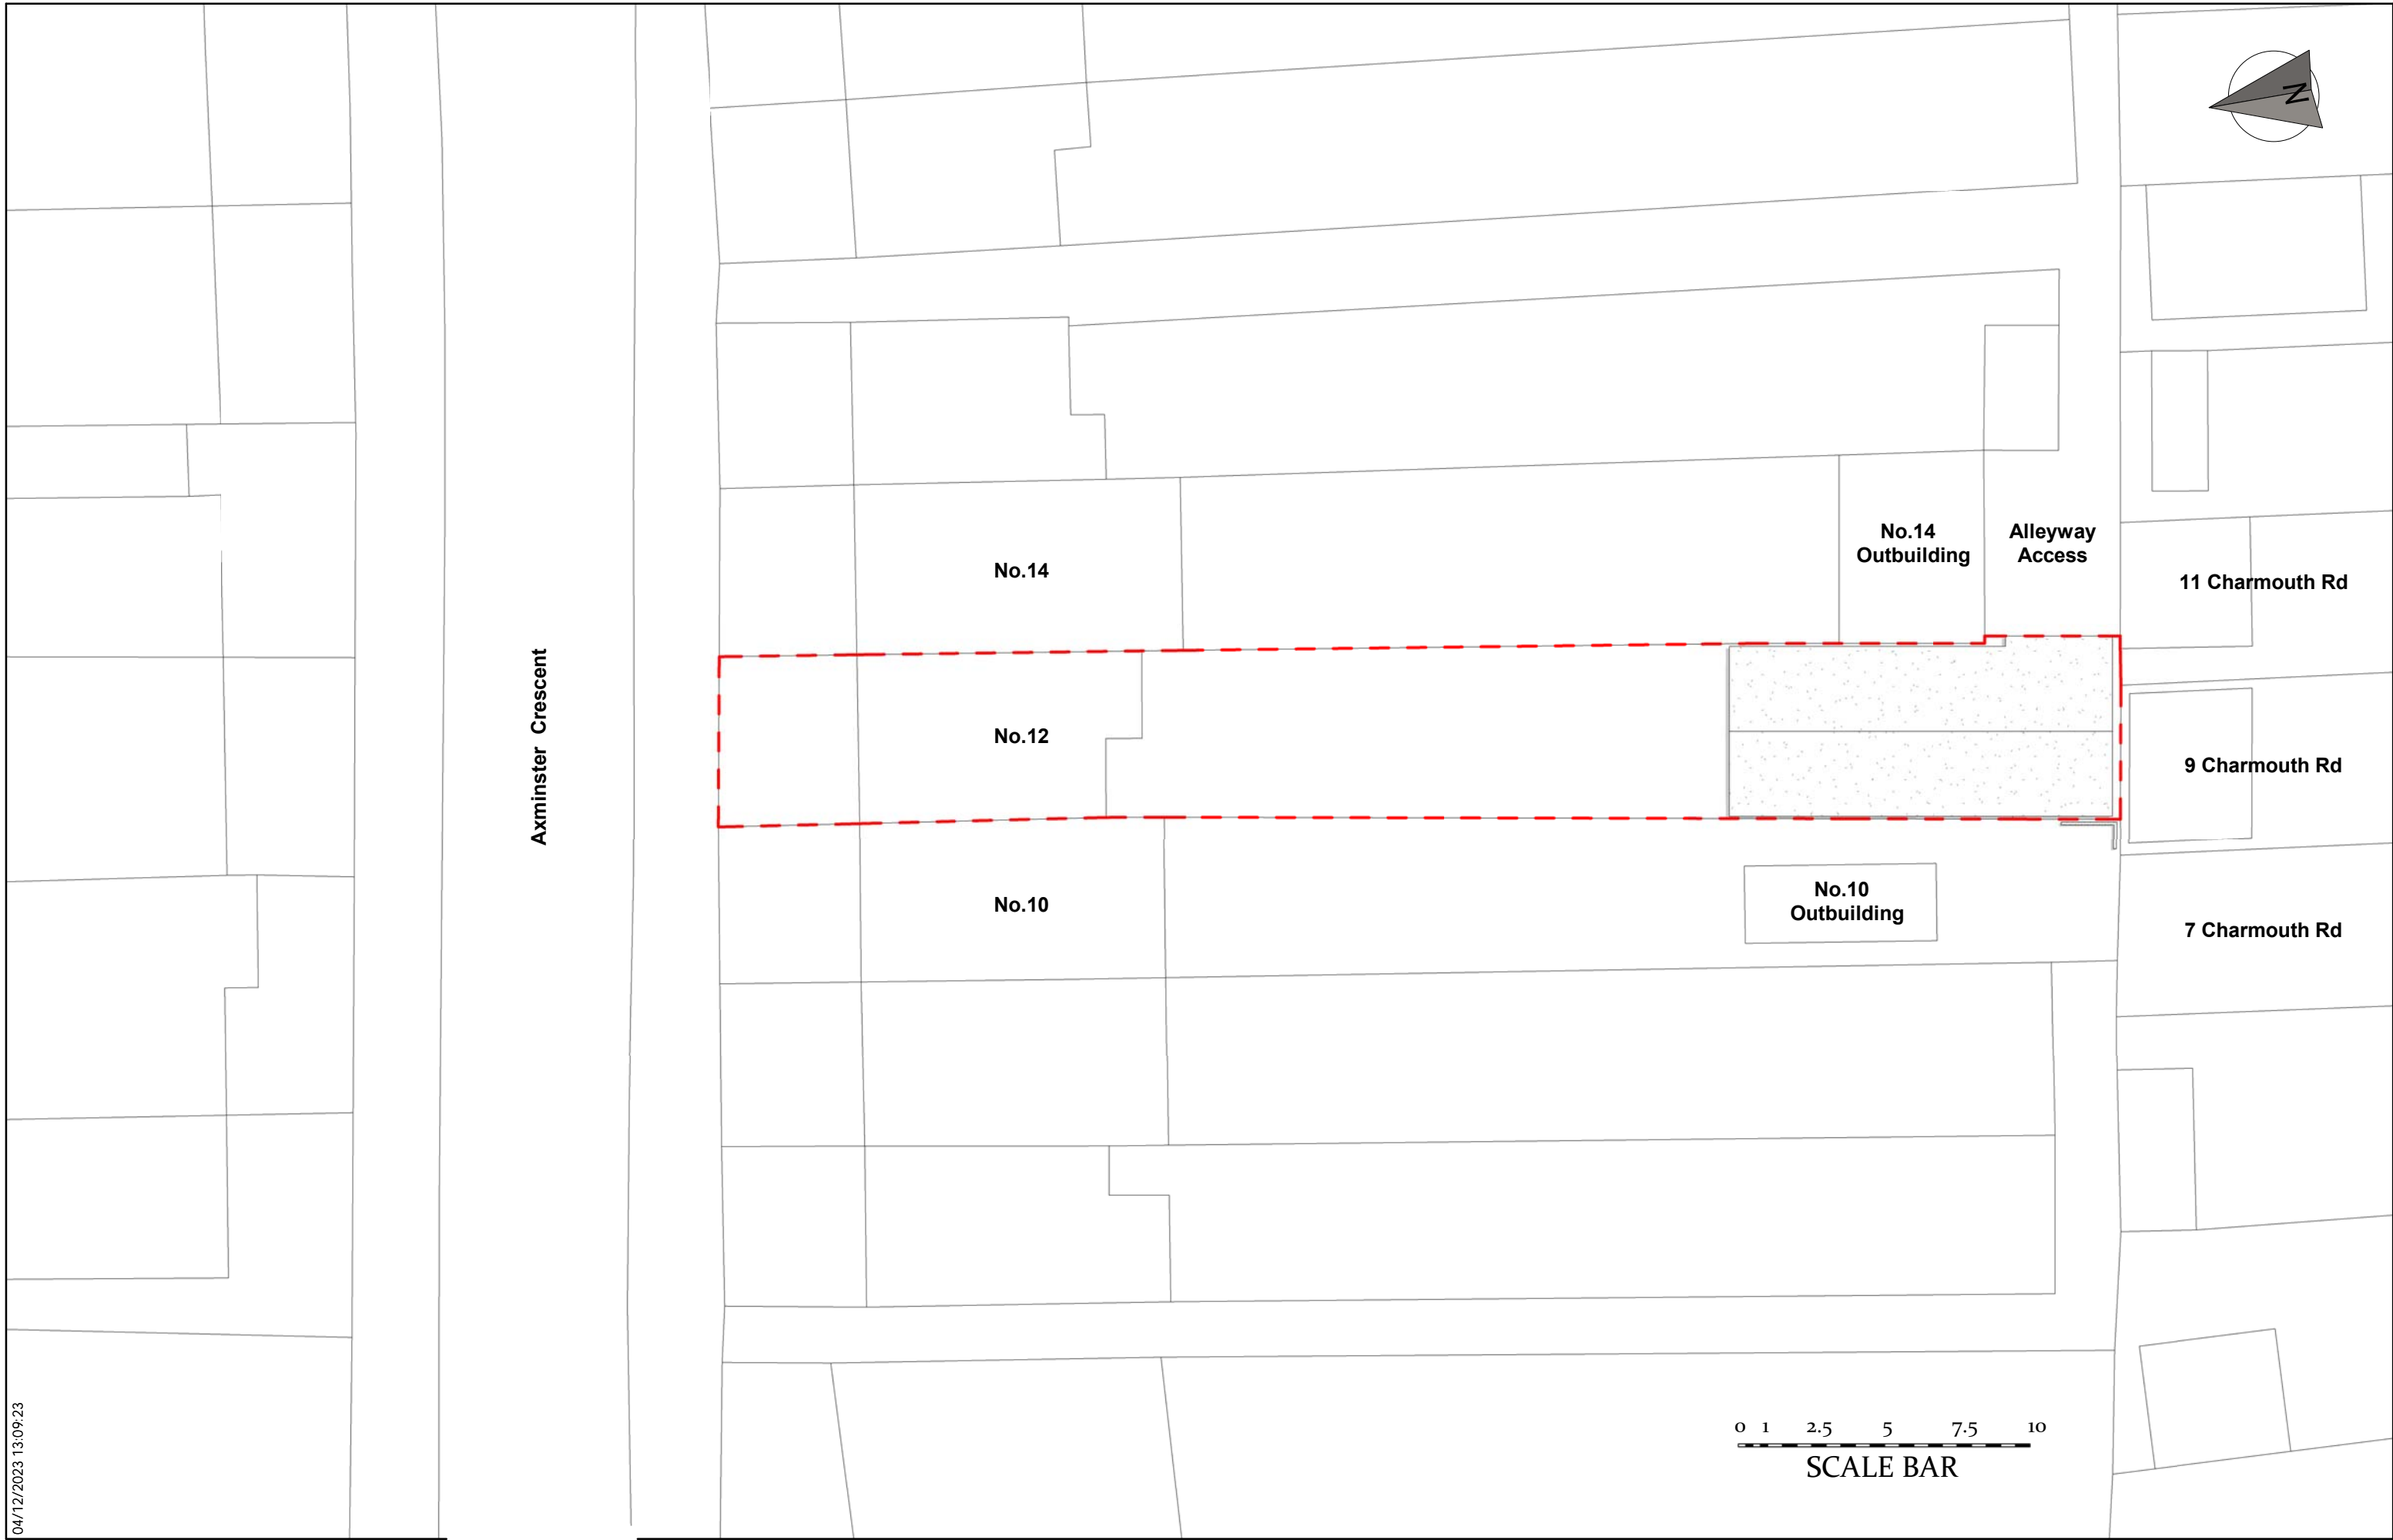 N
No.14
Outbuilding
Alleyway
Access
No.14
11 Charmouth Rd
Axminster Crescent
No.12
9 Charmouth Rd
No.10
No.10
Outbuilding
7 Charmouth Rd
0 1 2.5 5 7.5 10
SCALE BAR
04/12/2023 13:09:23